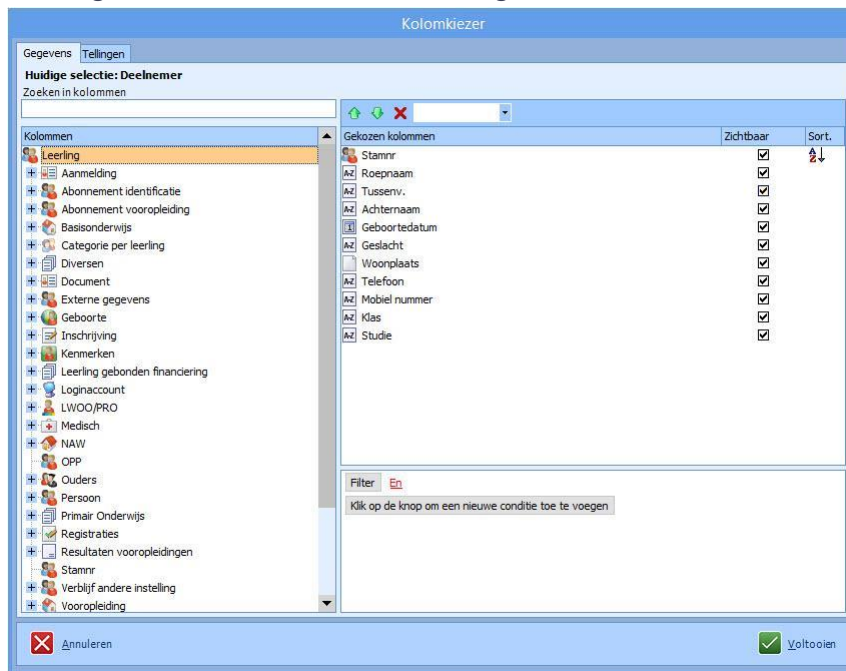 Kolomkiezer
Gegevens Tellingen
Huidige selectie: Deelnemer
Zoeken in kolommen
Kolommen
Leerling
Aanmelding
Abonnement identificatie
Abonnement vooropleiding
Basisonderwijs
Categorie per leerling
Diversen
Document
Externe gegevens
Geboorte
Inschrijving
Kenmerken
Leerling gebonden financiering
Loginaccount
LWOO/PRO
Medisch
NAW
OPP
Ouders
Persoon
Primair Onderwijs
Registraties
Resultaten vooropleidingen
Stamnr
Verblijf andere instelling
Vooropleiding
Gekozen kolommen Zichtbaar Sort.
Stamnr
Roepnaam
Tussenv.
Achternaam
Geboortedatum
Geslacht
Woonplaats
Telefoon
Mobiel nummer
Klas
Studie
Filter En
Klik op de knop om een nieuwe conditie toe te voegen
Annuleren
Voltooien